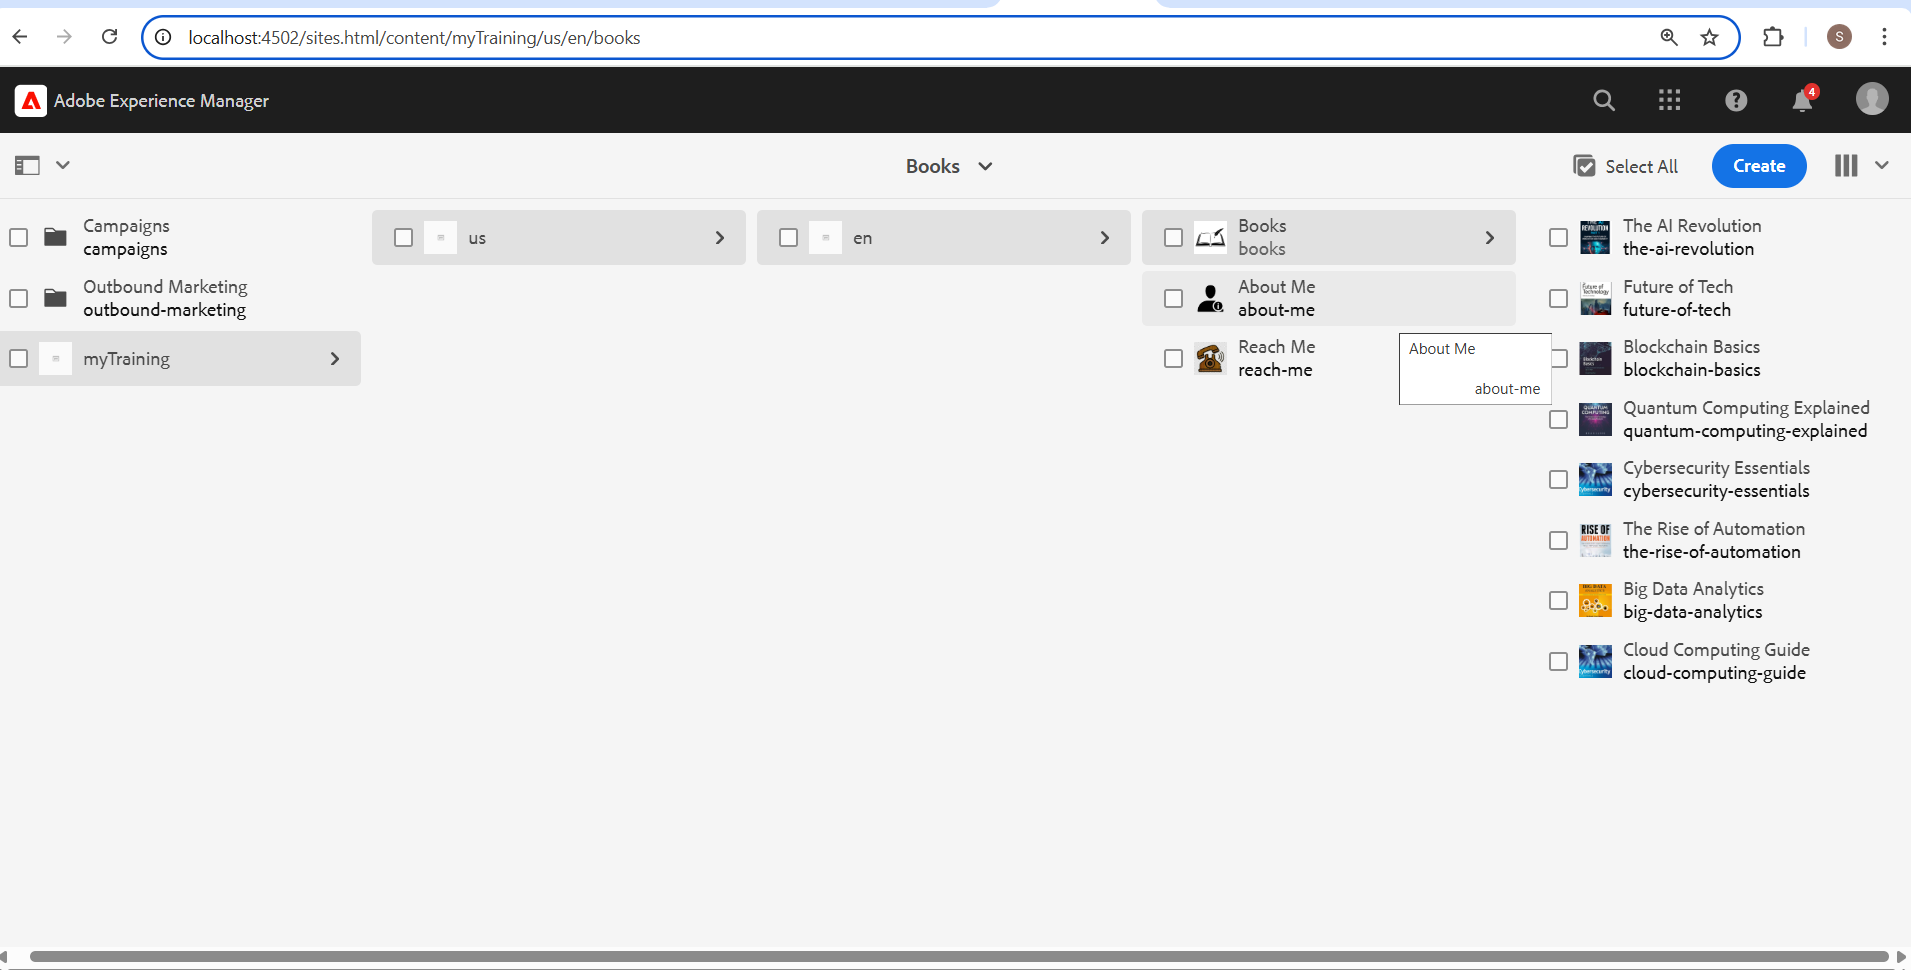 localhost:4502/sites.html/content/myTraining/us/en/books
S
Adobe Experience Manager
4
Books
Select All
Create
Campaigns
campaigns
Outbound Marketing
outbound-marketing
myTraining
us
en
Books
books
About Me
about-me
Reach Me
reach-me
About Me
about-me
The AI Revolution
the-ai-revolution
Future of Tech
future-of-tech
Blockchain Basics
blockchain-basics
Quantum Computing Explained
quantum-computing-explained
Cybersecurity Essentials
cybersecurity-essentials
RISE OF
AUTOMATION
The Rise of Automation
the-rise-of-automation
Big Data Analytics
big-data-analytics
Cloud Computing Guide
cloud-computing-guide